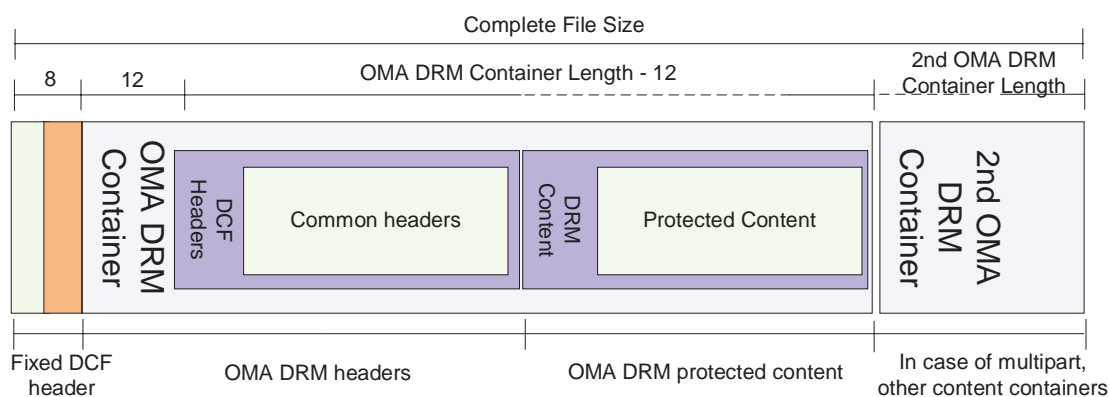 Complete File Size
8
12
OMA DRM Container Length - 12
2nd OMA DRM
Container Length
OMA DRM
Container
DCF
Headers
Common headers
DRM
Content
Protected Content
2nd OMA
DRM
Container
Fixed DCF
header
OMA DRM headers
OMA DRM protected content
In case of multipart,
other content containers